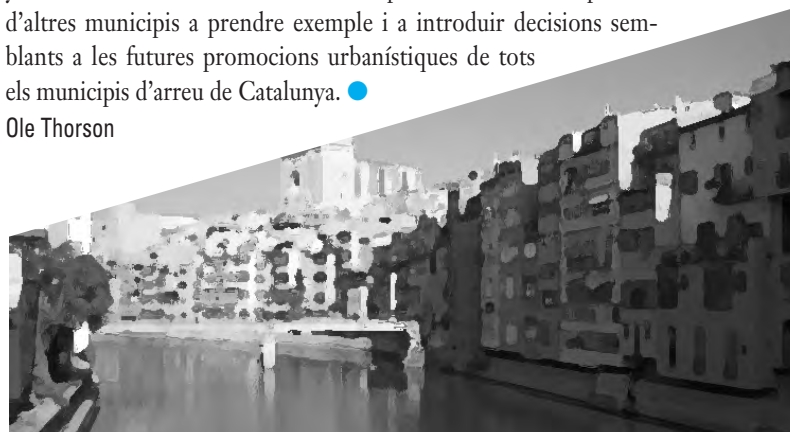 d’altres municipis a prendre exemple i a introduir decisions sem-
blants a les futures promocions urbanístiques de tots
els municipis d’arreu de Catalunya.
Ole Thorson